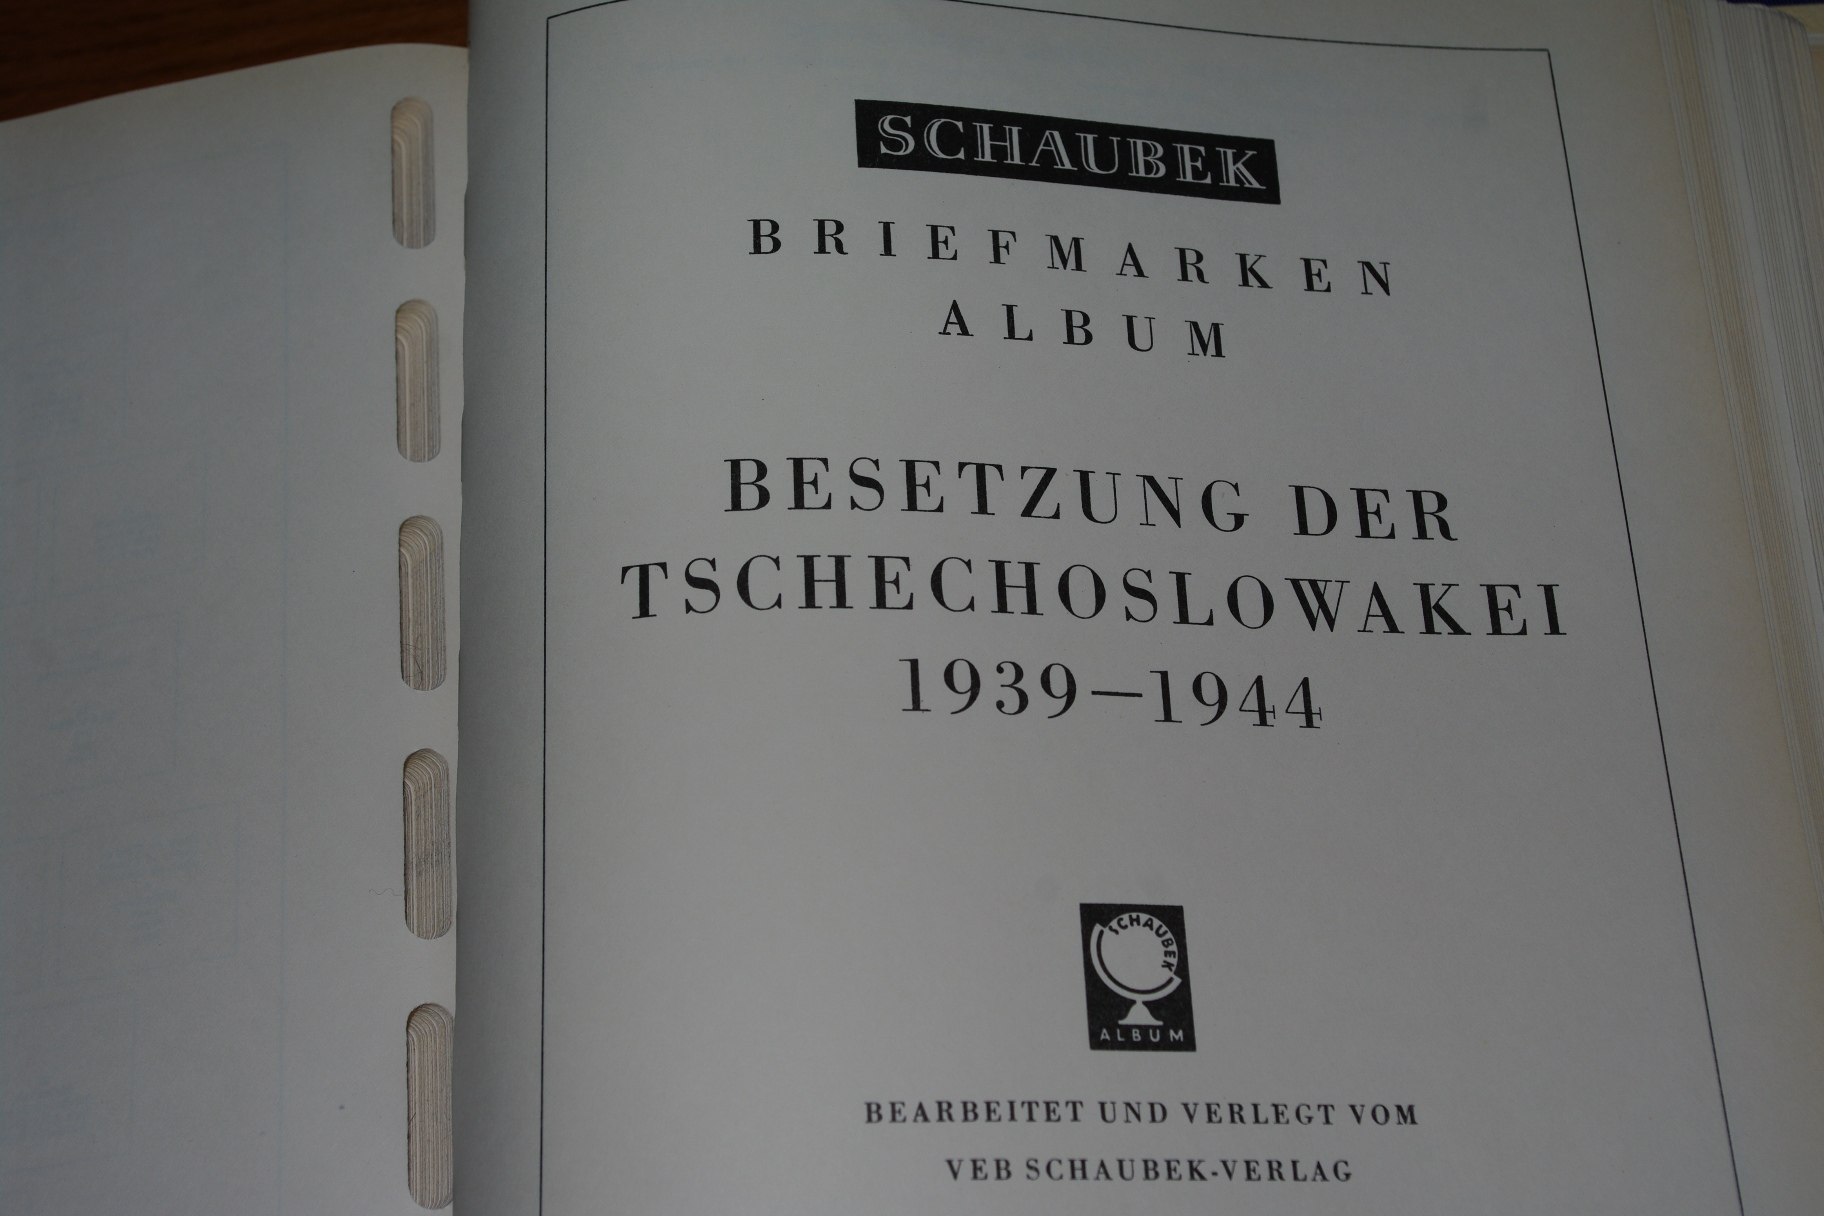 SCHAUBEK
BRIEFMARKEN
ALBUM
BESETZUNG DER
TSCHECHOSLOWAKEI
1939–1944
SCHAUBEK
ALBUM
BEARBEITET UND VERLEGT VOM
VEB SCHAUBEK-VERLAG